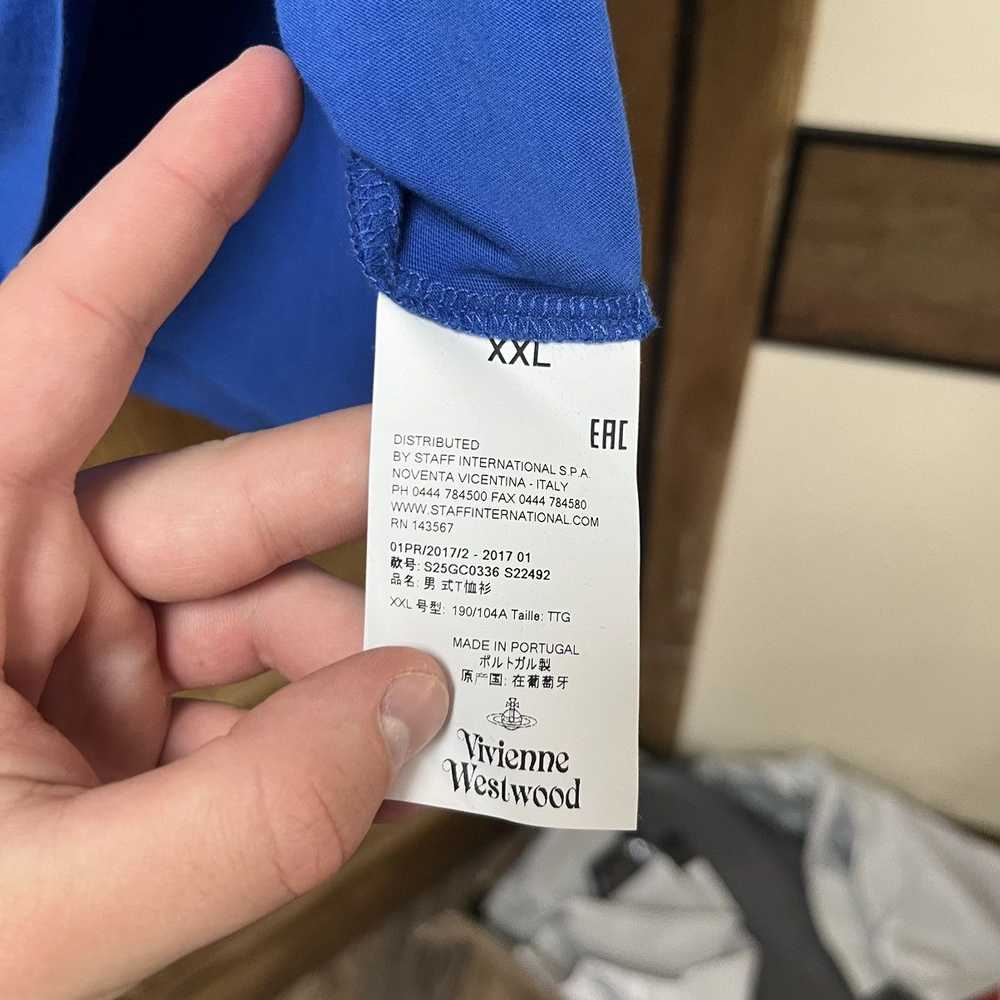 XXL
EAC
DISTRIBUTED
BY STAFF INTERNATIONAL S.P.A.
NOVENTA VICENTINA - ITALY
PH 0444 784500 FAX 0444 784580
WWW.STAFFINTERNATIONAL.COM
RN 143567
01PR/2017/2 - 2017 01
款号: S25GC0336 S22492
品名: 男 式T恤衫
XXL 号型: 190/104A Taille: TTG
MADE IN PORTUGAL
ポルトガル製
原产国: 在葡萄牙
Vivienne
Westwood